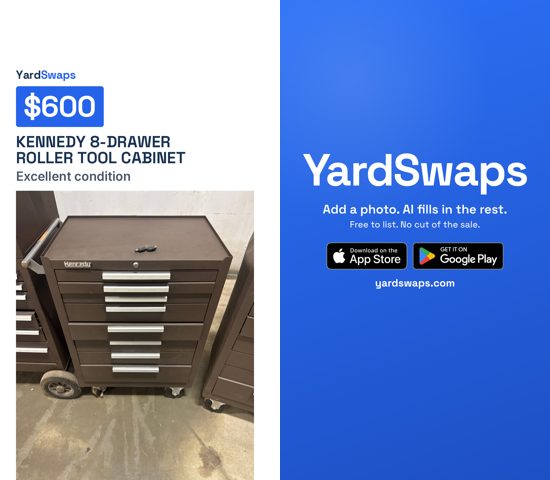 YardSwaps
$600
KENNEDY 8-DRAWER
ROLLER TOOL CABINET
Excellent condition
Kennedy
YardSwaps
Add a photo. AI fills in the rest.
Free to list. No cut of the sale.
Download on the
App Store
GET IT ON
Google Play
yardswaps.com